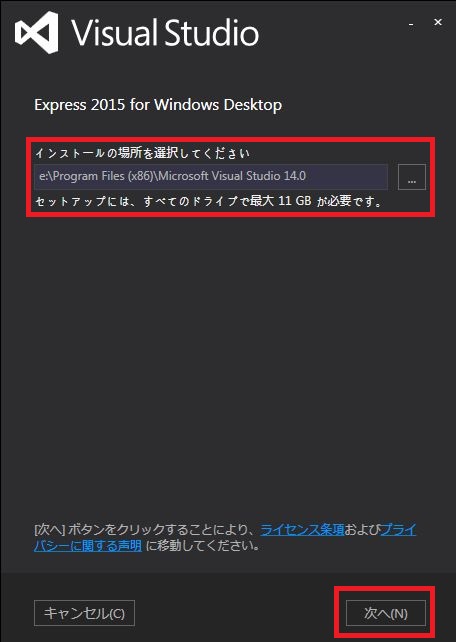 Visual Studio
Express 2015 for Windows Desktop
インストールの場所を選択してください
e:\Program Files (x86)\Microsoft Visual Studio 14.0
...
セットアップには、すべてのドライブで最大 11 GB が必要です。
[次へ] ボタンをクリックすることにより、ライセンス条項およびプライ
バシーに関する声明 に移動してください。
キャンセル(C)
次へ(N)